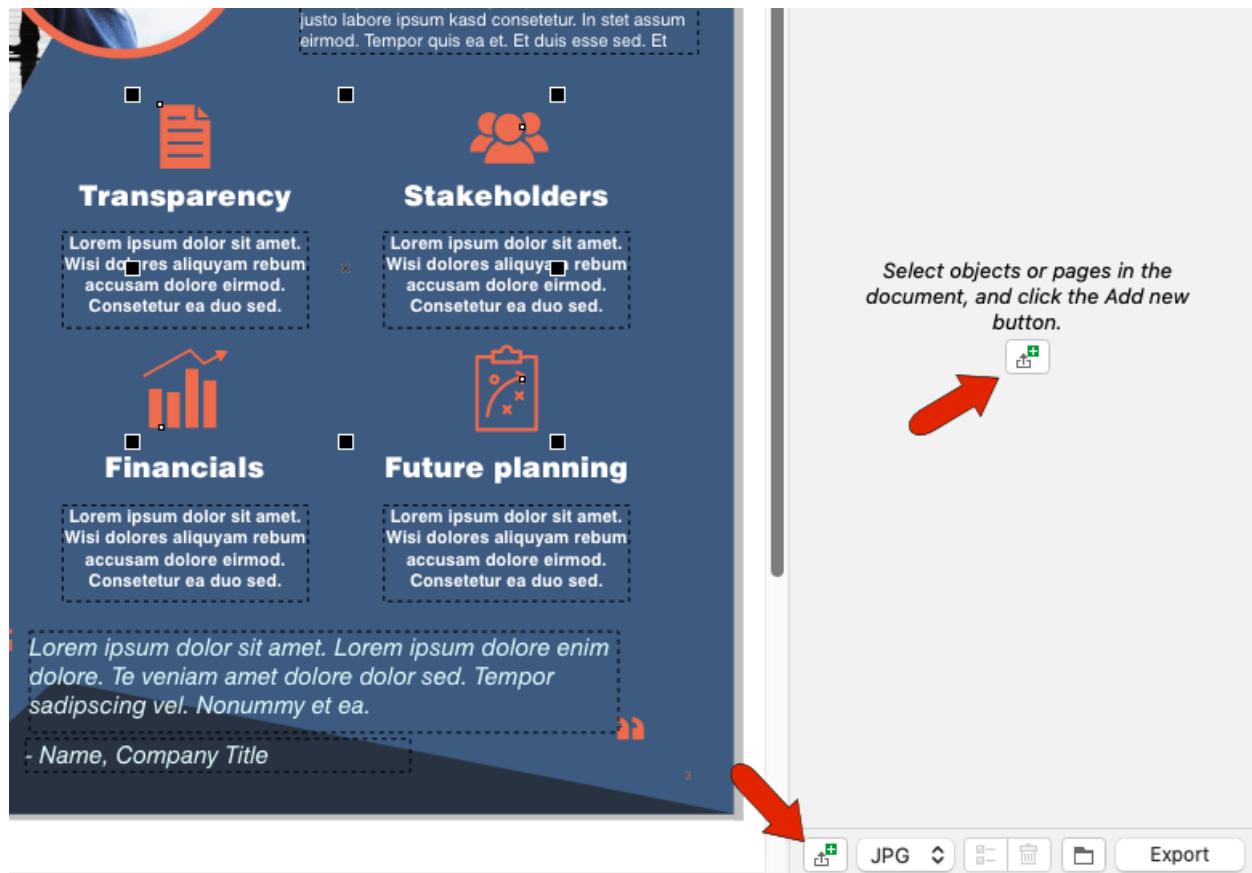 justo labore ipsum kasd consetetur. In stet assum
eirmod. Tempor quis ea et. Et duis esse sed. Et
Transparency
Lorem ipsum dolor sit amet.
Wisi dolores aliquyam rebum
accusam dolore eirmod.
Consetetur ea duo sed.
Stakeholders
Lorem ipsum dolor sit amet.
Wisi dolores aliquyam rebum
accusam dolore eirmod.
Consetetur ea duo sed.
Financials
Lorem ipsum dolor sit amet.
Wisi dolores aliquyam rebum
accusam dolore eirmod.
Consetetur ea duo sed.
Future planning
Lorem ipsum dolor sit amet.
Wisi dolores aliquyam rebum
accusam dolore eirmod.
Consetetur ea duo sed.
Lorem ipsum dolor sit amet. Lorem ipsum dolore enim
dolore. Te veniam amet dolore dolor sed. Tempor
sadipscing vel. Nonummy et ea.
- Name, Company Title
3
Select objects or pages in the
document, and click the Add new
button.
JPG
Export